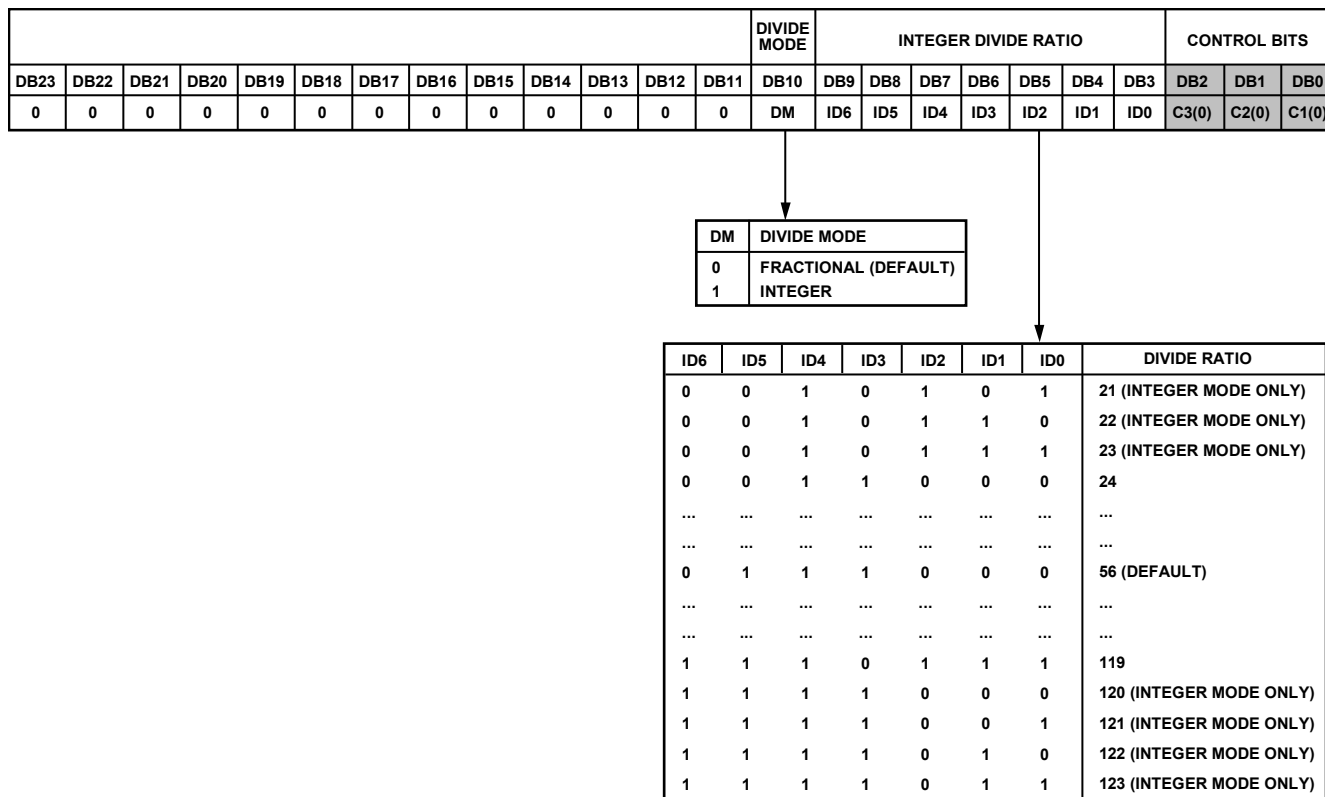 DIVIDE MODE INTEGER DIVIDE RATIO CONTROL BITS
DB23 DB22 DB21 DB20 DB19 DB18 DB17 DB16 DB15 DB14 DB13 DB12 DB11 DB10 DB9 DB8 DB7 DB6 DB5 DB4 DB3 DB2 DB1 DB0
0 0 0 0 0 0 0 0 0 0 0 0 0 DM ID6 ID5 ID4 ID3 ID2 ID1 ID0 C3(0) C2(0) C1(0)
DM DIVIDE MODE
0 FRACTIONAL (DEFAULT)
1 INTEGER
ID6 ID5 ID4 ID3 ID2 ID1 ID0 DIVIDE RATIO
0 0 1 0 1 0 1 21 (INTEGER MODE ONLY)
0 0 1 0 1 1 0 22 (INTEGER MODE ONLY)
0 0 1 0 1 1 1 23 (INTEGER MODE ONLY)
0 0 1 1 0 0 0 24
... ... ... ... ... ... ... ...
... ... ... ... ... ... ... ...
0 1 1 1 0 0 0 56 (DEFAULT)
... ... ... ... ... ... ... ...
... ... ... ... ... ... ... ...
1 1 1 0 1 1 1 119
1 1 1 1 0 0 0 120 (INTEGER MODE ONLY)
1 1 1 1 0 0 1 121 (INTEGER MODE ONLY)
1 1 1 1 0 1 0 122 (INTEGER MODE ONLY)
1 1 1 1 0 1 1 123 (INTEGER MODE ONLY)